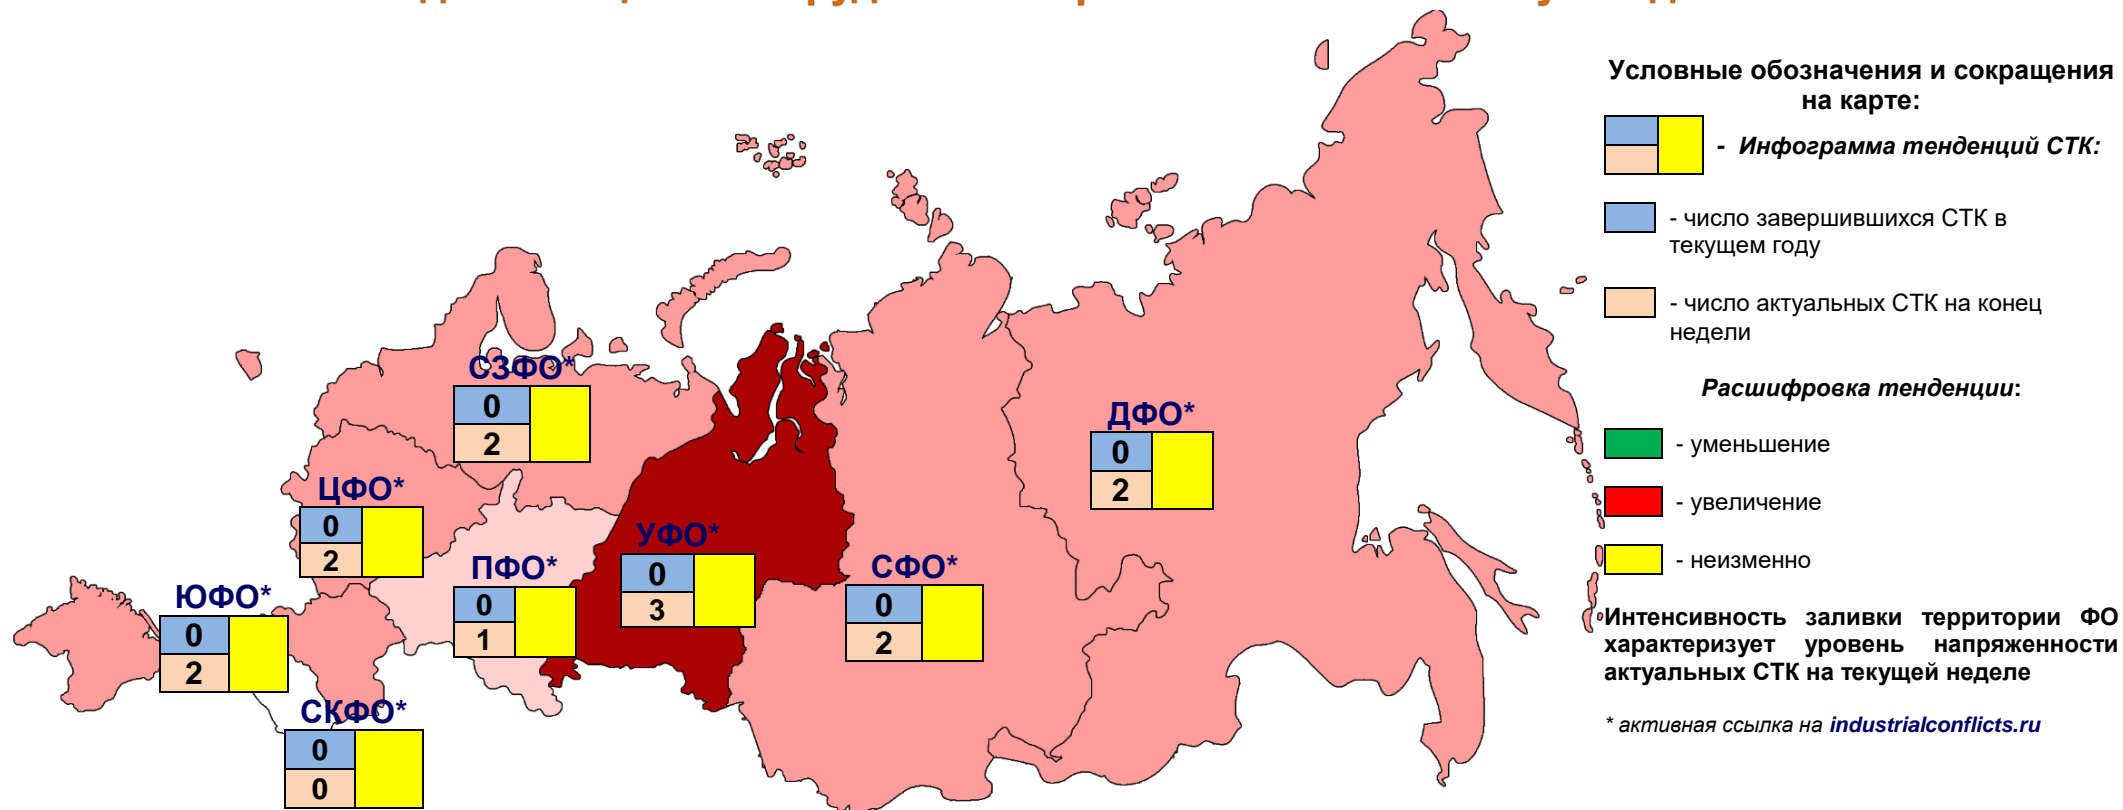 Условные обозначения и сокращения
на карте:
- Инфограмма тенденций СТК:
- число завершившихся СТК в
текущем году
- число актуальных СТК на конец
недели
Расшифровка тенденции:
- уменьшение
- увеличение
- неизменно
Интенсивность заливки территории ФО
характеризует уровень напряженности
актуальных СТК на текущей неделе
* активная ссылка на industrialconflicts.ru
СЗФО*
0
2
ДФО*
0
2
ЦФО*
0
2
УФО*
0
3
ПФО*
0
1
СФО*
0
2
ЮФО*
0
2
СКФО*
0
0